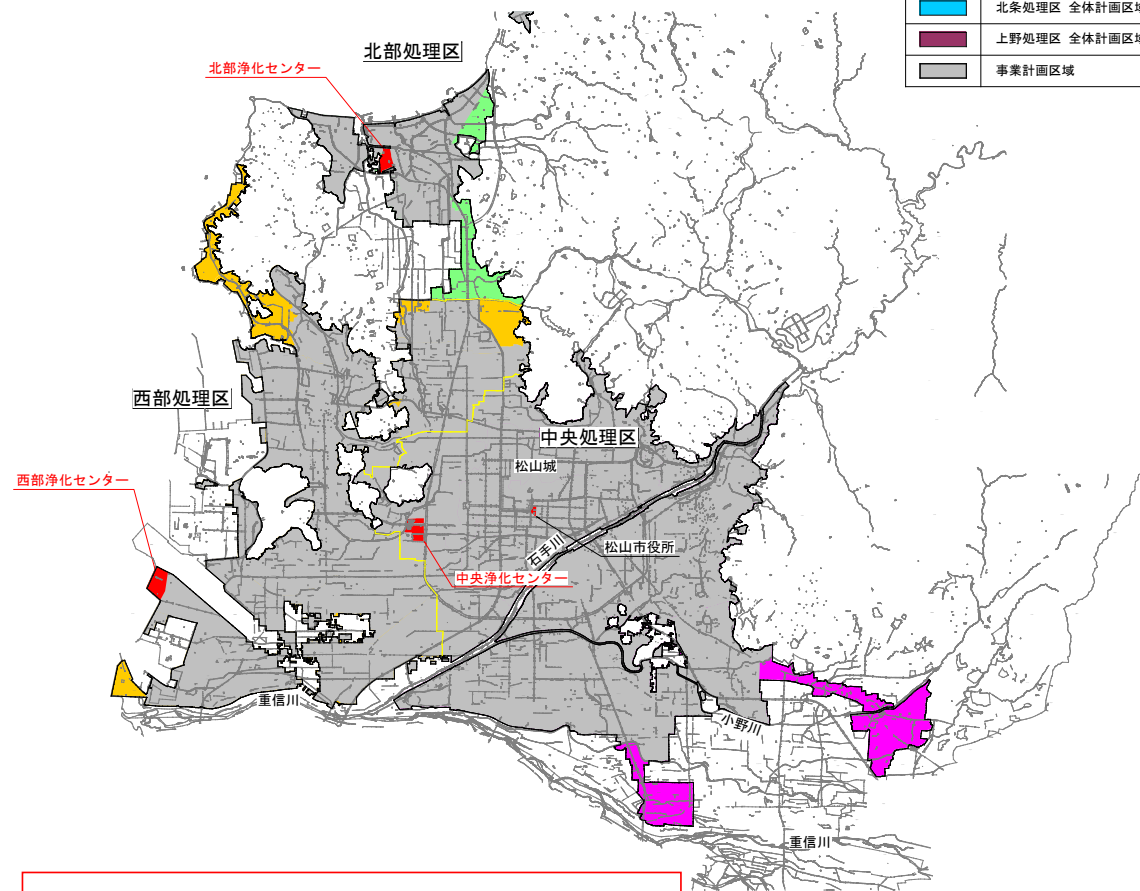 北条処理区 全体計画区域
上野処理区 全体計画区域
事業計画区域
北部処理区
北部浄化センター
西部処理区
中央処理区
松山城
西部浄化センター
石手川
松山市役所
中央浄化センター
重信川
小野川
重信川